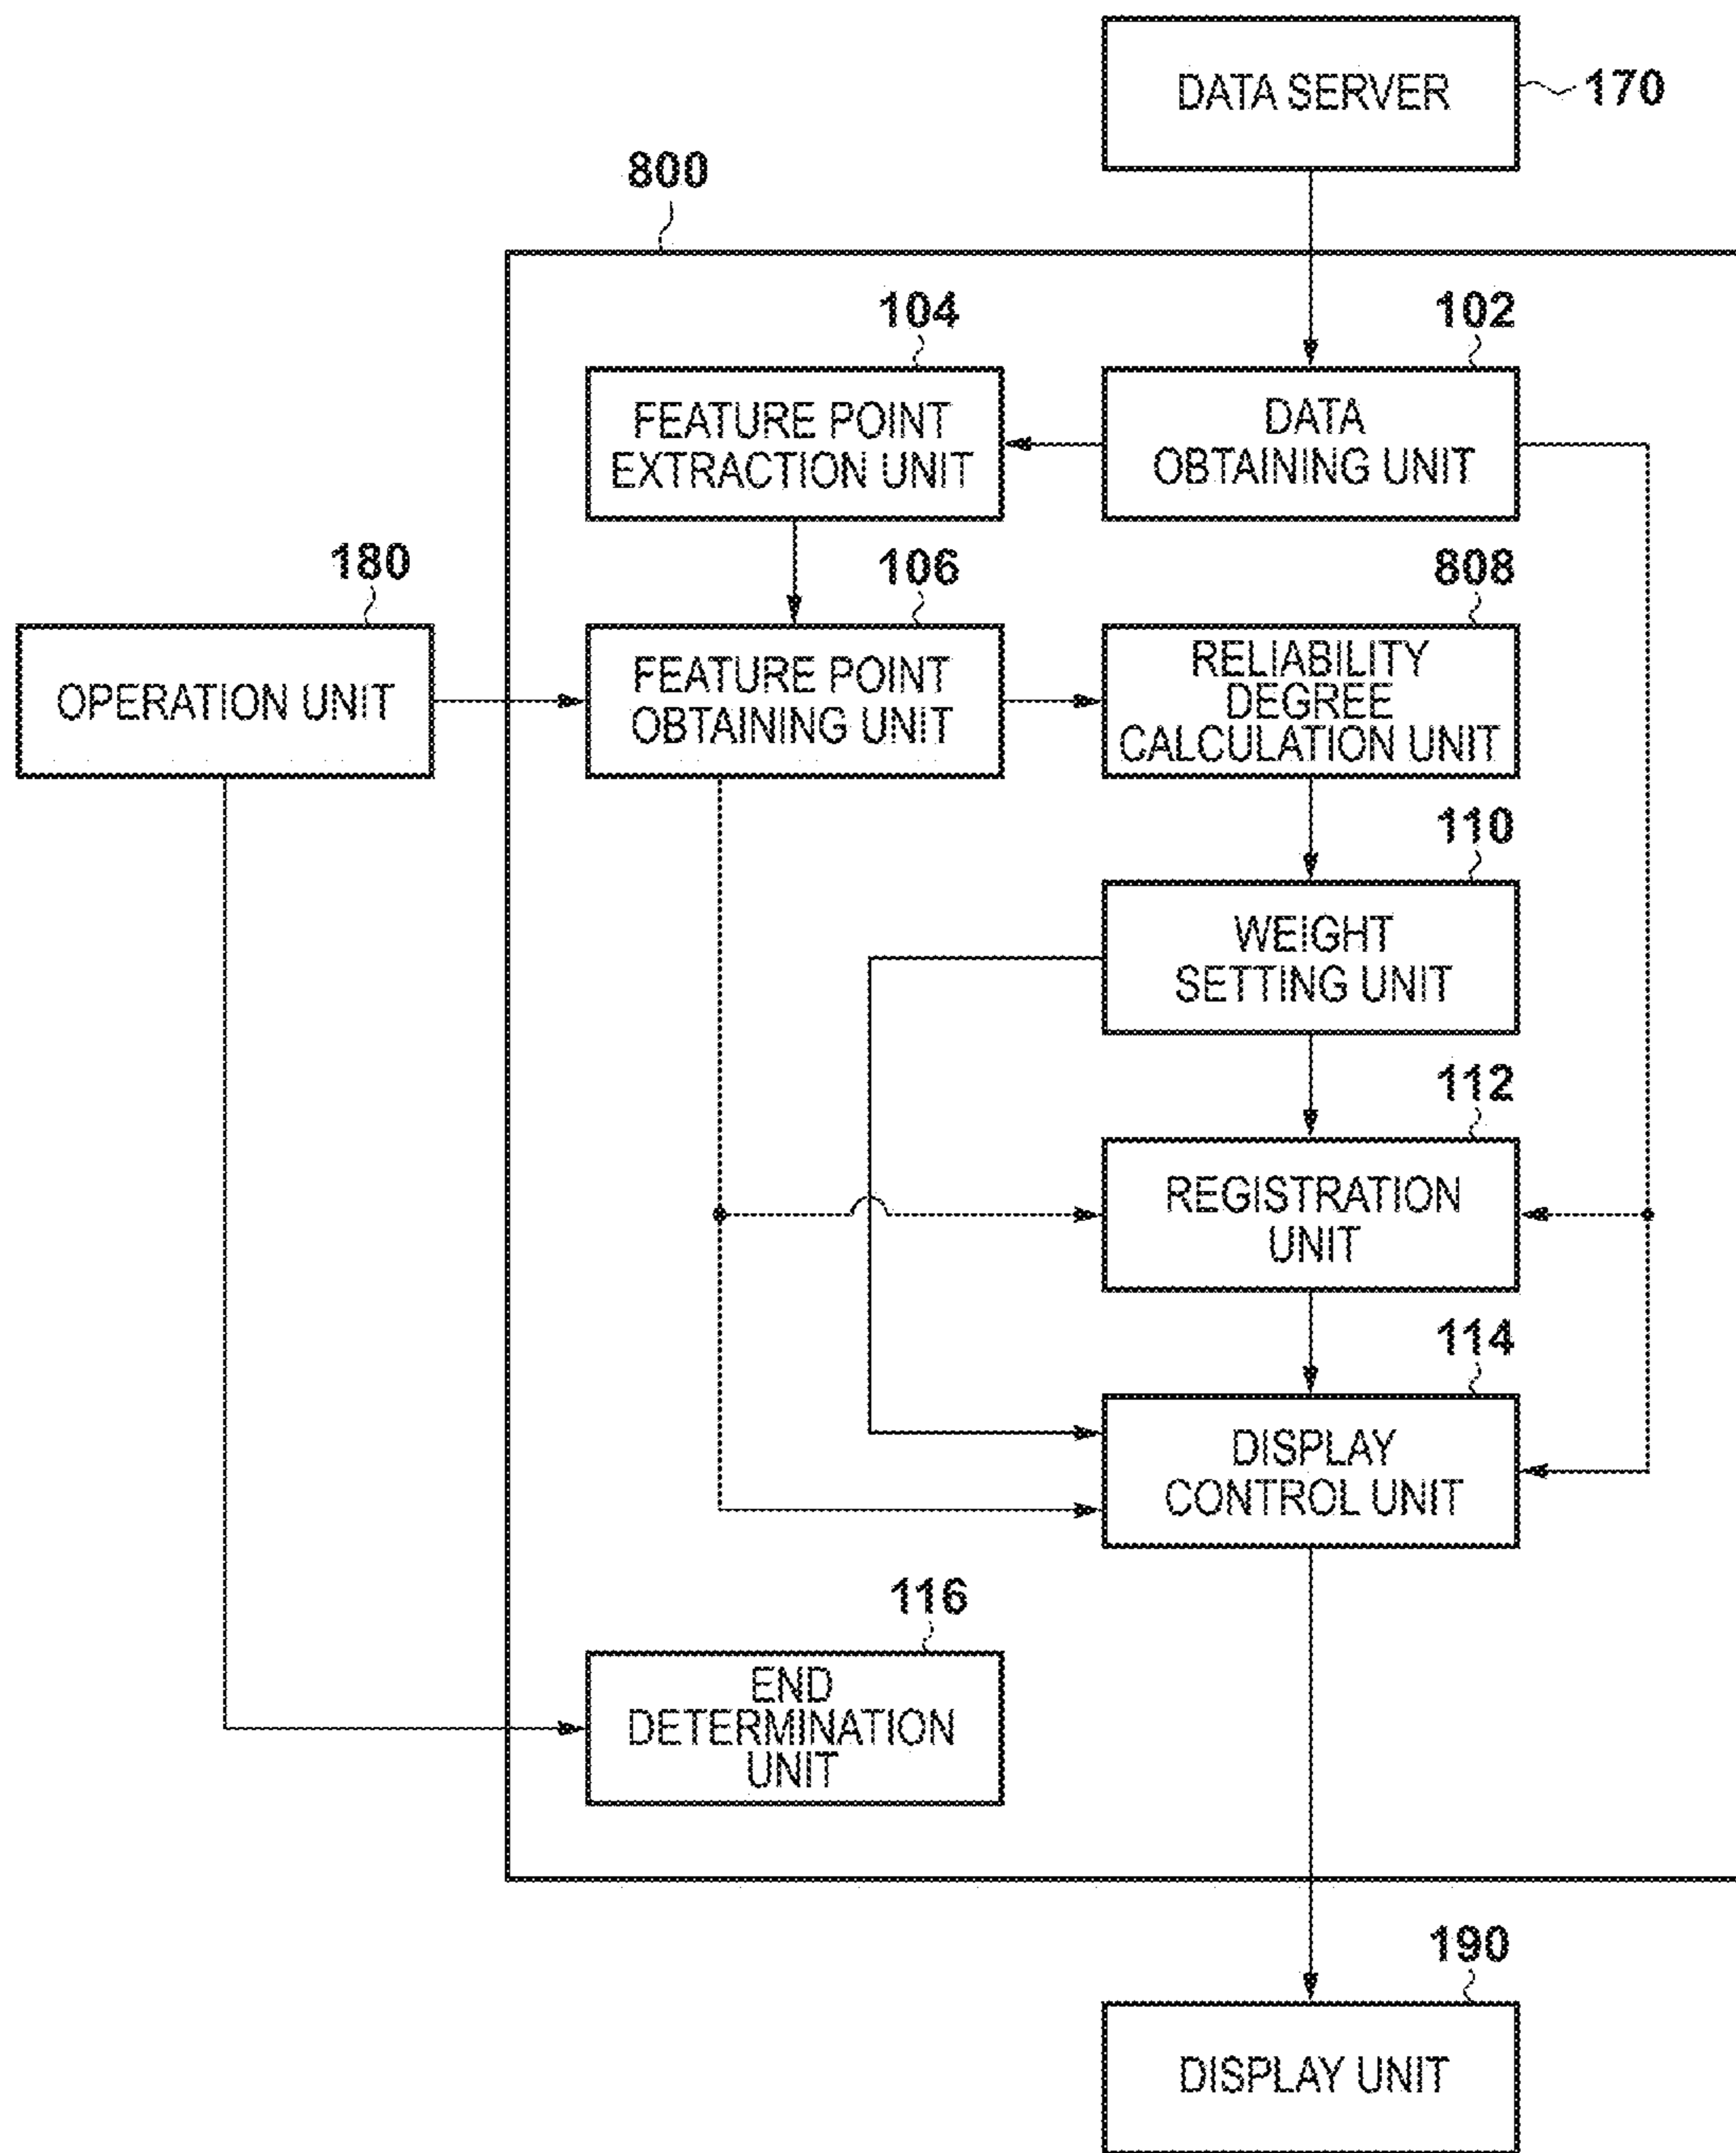 DATA SERVER
170
800
104
102
FEATURE POINT
EXTRACTION UNIT
DATA
OBTAINING UNIT
180
106
808
OPERATION UNIT
FEATURE POINT
OBTAINING UNIT
RELIABILITY
DEGREE
CALCULATION UNIT
110
WEIGHT
SETTING UNIT
112
REGISTRATION
UNIT
114
DISPLAY
CONTROL UNIT
116
END
DETERMINATION
UNIT
190
DISPLAY UNIT